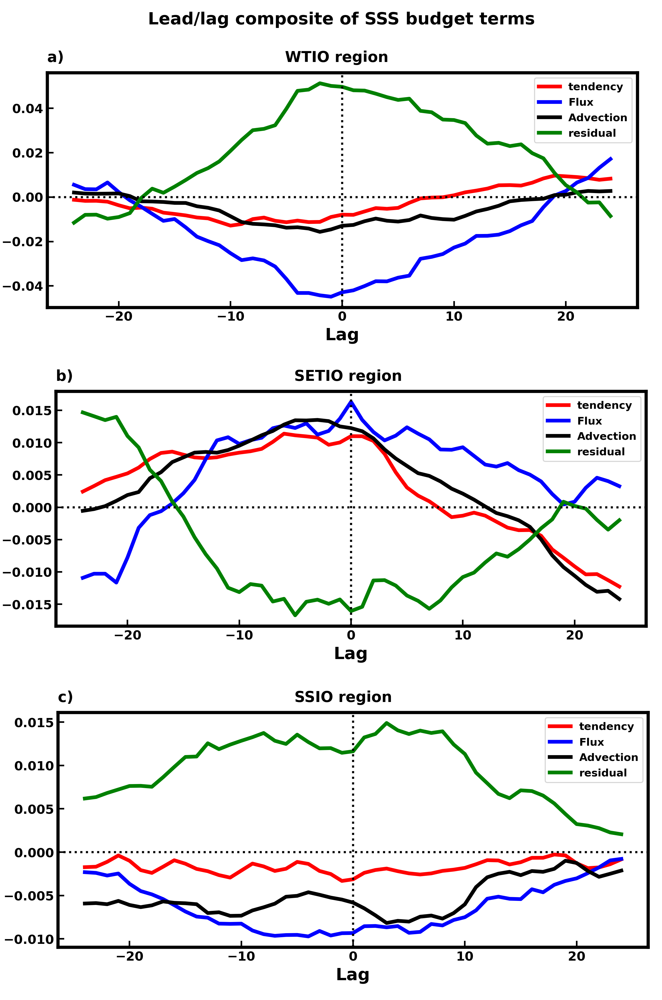 Lead/lag composite of SSS budget terms
a)
WTIO region
tendency
Flux
Advection
residual
0.04
0.02
0.00
−0.02
−0.04
−20 −10 0 10 20
Lag
b)
SETIO region
tendency
Flux
Advection
residual
0.015
0.010
0.005
0.000
−0.005
−0.010
−0.015
−20 −10 0 10 20
Lag
c)
SSIO region
tendency
Flux
Advection
residual
0.015
0.010
0.005
0.000
−0.005
−0.010
−20 −10 0 10 20
Lag